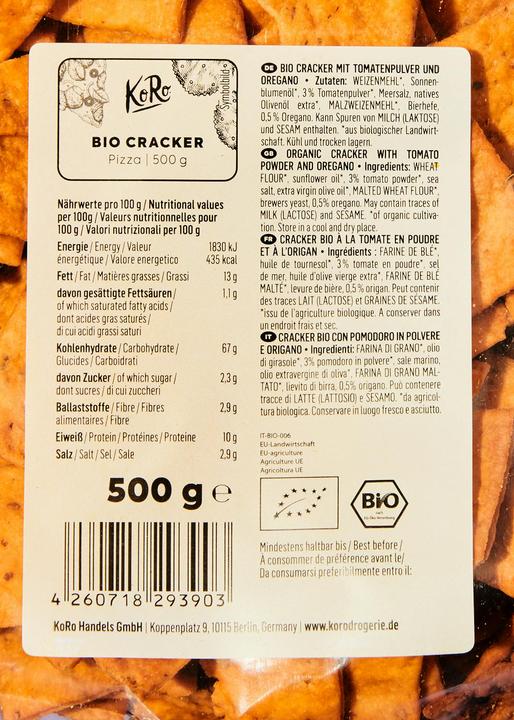 KoRo
Symbolbild
BIO CRACKER
Pizza | 500 g
Nährwerte pro 100 g / Nutritional values
per 100g / Valeurs nutritionnelles pour
100 g / Valori nutrizionali per 100 g
Energie / Energy / Valeur 1830 kJ
énergétique / Valore energetico 435 kcal
Fett / Fat / Matières grasses / Grassi 13 g
davon gesättigte Fettsäuren / 1,1 g
of which saturated fatty acids /
dont acides gras saturés /
di cui acidi grassi saturi
Kohlenhydrate / Carbohydrate / 67 g
Glucides / Carboidrati
davon Zucker / of which sugar / 2,3 g
dont sucres / di cui zuccheri
Ballaststoffe / Fibre / Fibres 2,9 g
alimentaires / Fibre
Eiweiß / Protein / Protéines / Proteine 10 g
Salz / Salt / Sel / Sale 2,9 g
500 g ℮
4 260718 293903
KoRo Handels GmbH | Koppenplatz 9, 10115 Berlin, Germany | www.korodrogerie.de
DE BIO CRACKER MIT TOMATENPULVER UND
OREGANO • Zutaten: WEIZENMEHL*, Sonnen-
blumenöl*, 3 % Tomatenpulver*, Meersalz, natives
Olivenöl extra*, MALZWEIZENMEHL*, Bierhefe,
0,5 % Oregano. Kann Spuren von MILCH (LAKTOSE)
und SESAM enthalten. *aus biologischer Landwirt-
schaft. Kühl und trocken lagern.
GB ORGANIC CRACKER WITH TOMATO
POWDER AND OREGANO • Ingredients: WHEAT
FLOUR*, sunflower oil*, 3% tomato powder*, sea
salt, extra virgin olive oil*, MALTED WHEAT FLOUR*,
brewers yeast, 0,5% oregano. May contain traces of
MILK (LACTOSE) and SESAME. *of organic cultiva-
tion. Store in a cool and dry place.
FR CRACKER BIO À LA TOMATE EN POUDRE
ET À L'ORIGAN • Ingrédients : FARINE DE BLÉ*,
huile de tournesol*, 3 % tomate en poudre*, sel
de mer, huile d'olive vierge extra*, FARINE DE BLÉ
MALTÉ*, levure de bière, 0,5 % origan. Peut contenir
des traces LAIT (LACTOSE) et GRAINES DE SÉSAME.
*issu de l'agriculture biologique. A conserver dans
un endroit frais et sec.
IT CRACKER BIO CON POMODORO IN POLVERE
E ORIGANO • Ingredienti: FARINA DI GRANO*, olio
di girasole*, 3% pomodoro in polvere*, sale marino,
olio extravergine di oliva*, FARINA DI GRANO MAL-
TATO*, lievito di birra, 0,5% origano. Può contenere
tracce di LATTE (LATTOSIO) e SESAMO. *da agricol-
tura biologica. Conservare in luogo fresco e asciutto.
IT-BIO-006
EU-Landwirtschaft
EU-agriculture
Agriculture UE
Agricoltura UE
Bio
nach
EG-Öko-Verordnung
Mindestens haltbar bis / Best before /
A consommer de préférence avant le/
Da consumarsi preferibilmente entro il: